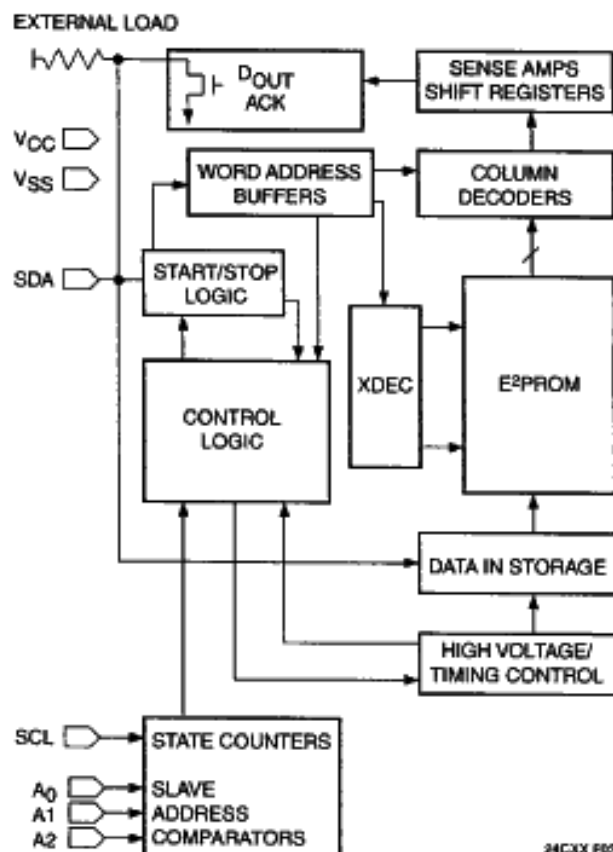 EXTERNAL LOAD
DOUT
ACK
SENSE AMPS
SHIFT REGISTERS
VCC
VSS
WORD ADDRESS
BUFFERS
COLUMN
DECODERS
SDA
START/STOP
LOGIC
XDEC
E²PROM
CONTROL
LOGIC
DATA IN STORAGE
HIGH VOLTAGE/
TIMING CONTROL
SCL
STATE COUNTERS
A0
SLAVE
A1
ADDRESS
A2
COMPARATORS
24CXX